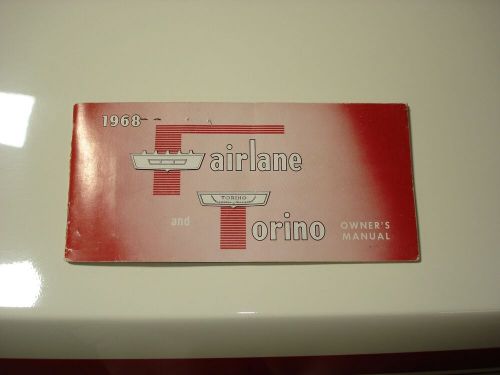 1968
Fairlane
TORINO
and Torino
OWNER'S
MANUAL